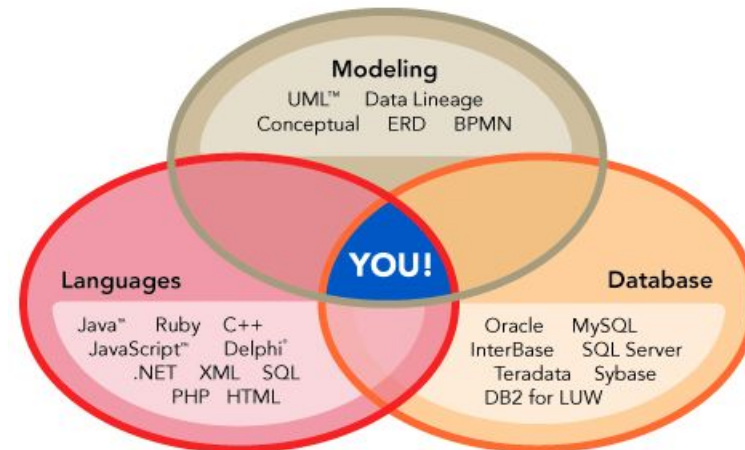 Modeling
UML™ Data Lineage
Conceptual ERD BPMN
YOU!
Languages
Java™ Ruby C++
JavaScript™ Delphi®
.NET XML SQL
PHP HTML
Database
Oracle MySQL
InterBase SQL Server
Teradata Sybase
DB2 for LUW